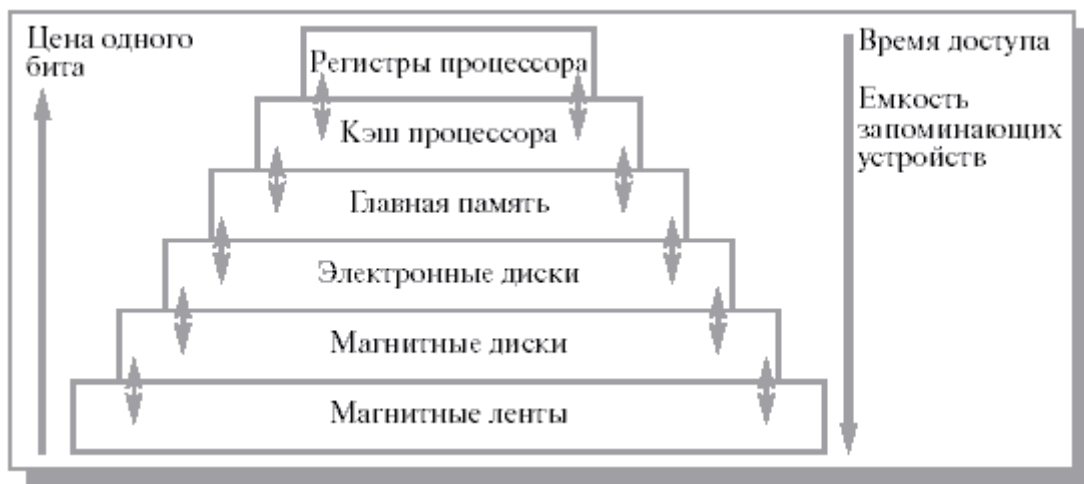 Цена одного
бита
Регистры процессора
Кэш процессора
Главная память
Электронные диски
Магнитные диски
Магнитные ленты
Время доступа
Емкость
запоминающих
устройств